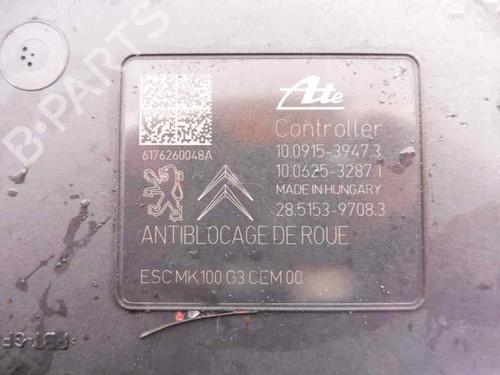 B-PARTS
Ate
Controller
6176260048A
10.0915-3947.3
10.0625-3287.1
MADE IN HUNGARY
28.5153-9708.3
ANTIBLOCAGE DE ROUE
ESC MK100 G3 CEM 00